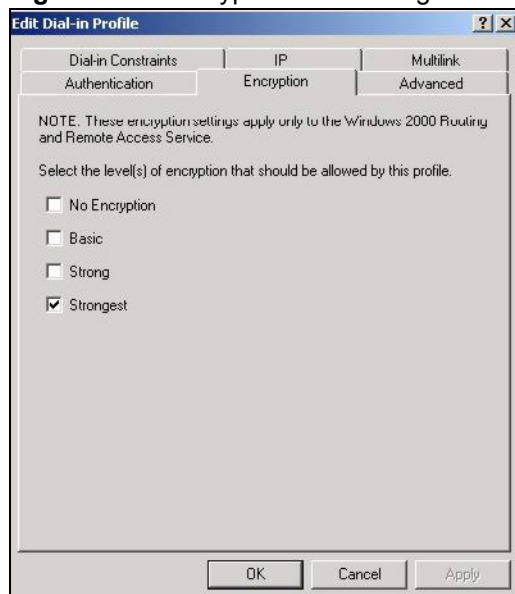 Edit Dial-in Profile
Dial-in Constraints IP Multilink
Authentication Encryption Advanced
NOTE. These encryption settings apply only to the Windows 2000 Routing
and Remote Access Service.
Select the level(s) of encryption that should be allowed by this profile.
No Encryption
Basic
Strong
Strongest
OK Cancel Apply